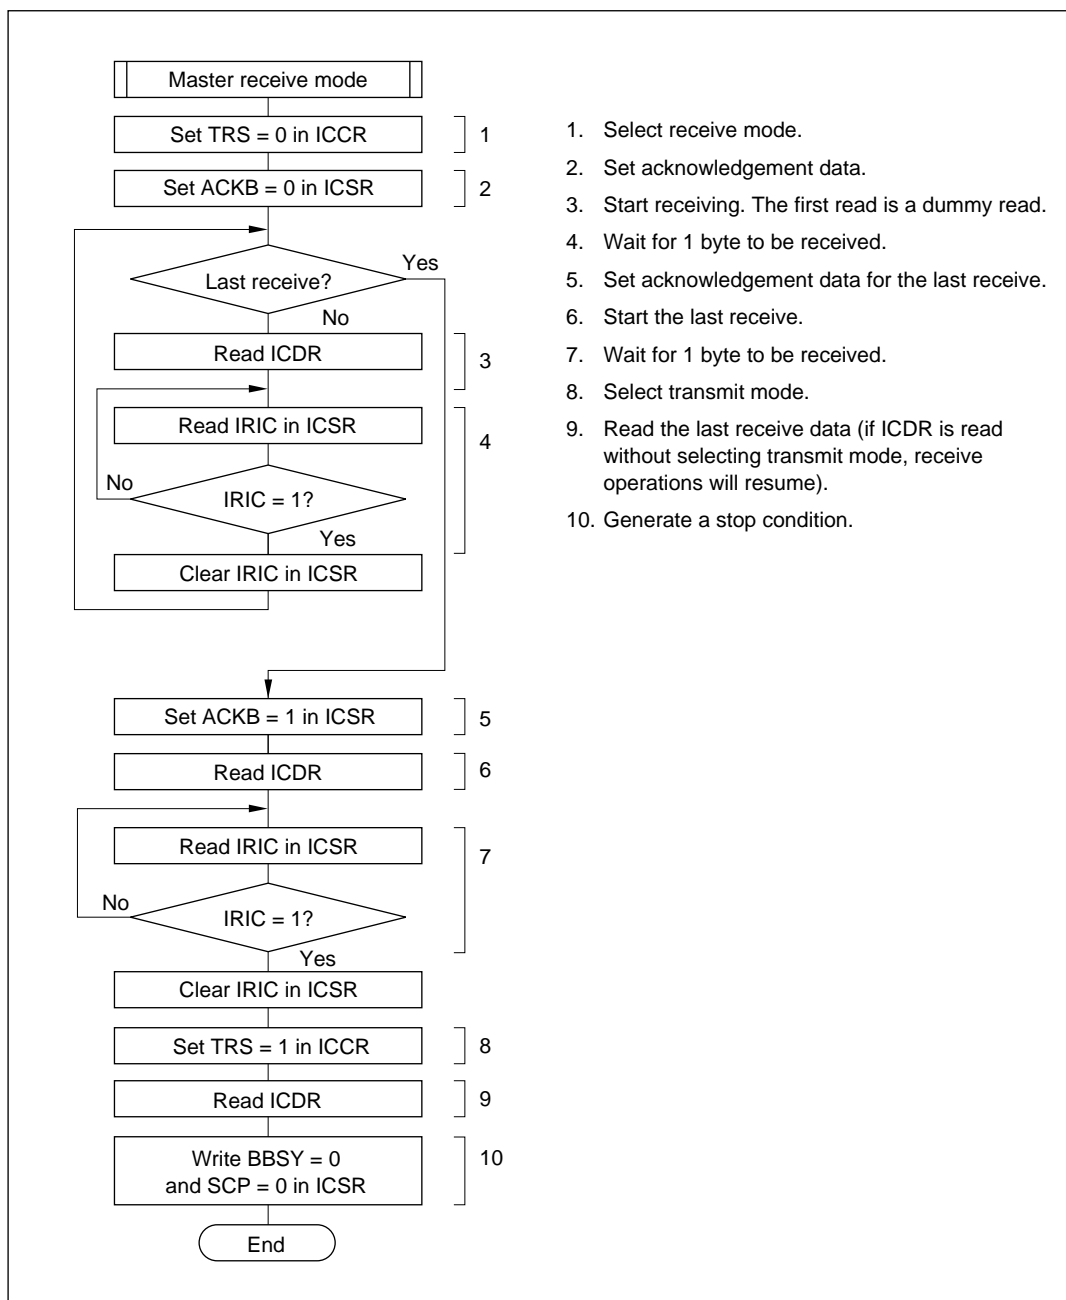 Master receive mode
Set TRS = 0 in ICCR
1
Set ACKB = 0 in ICSR
2
Last receive?
Yes
No
Read ICDR
3
Read IRIC in ICSR
4
No
IRIC = 1?
Yes
Clear IRIC in ICSR
Set ACKB = 1 in ICSR
5
Read ICDR
6
Read IRIC in ICSR
7
No
IRIC = 1?
Yes
Clear IRIC in ICSR
Set TRS = 1 in ICCR
8
Read ICDR
9
Write BBSY = 0
and SCP = 0 in ICSR
10
End
1. Select receive mode.
2. Set acknowledgement data.
3. Start receiving. The first read is a dummy read.
4. Wait for 1 byte to be received.
5. Set acknowledgement data for the last receive.
6. Start the last receive.
7. Wait for 1 byte to be received.
8. Select transmit mode.
9. Read the last receive data (if ICDR is read
without selecting transmit mode, receive
operations will resume).
10. Generate a stop condition.